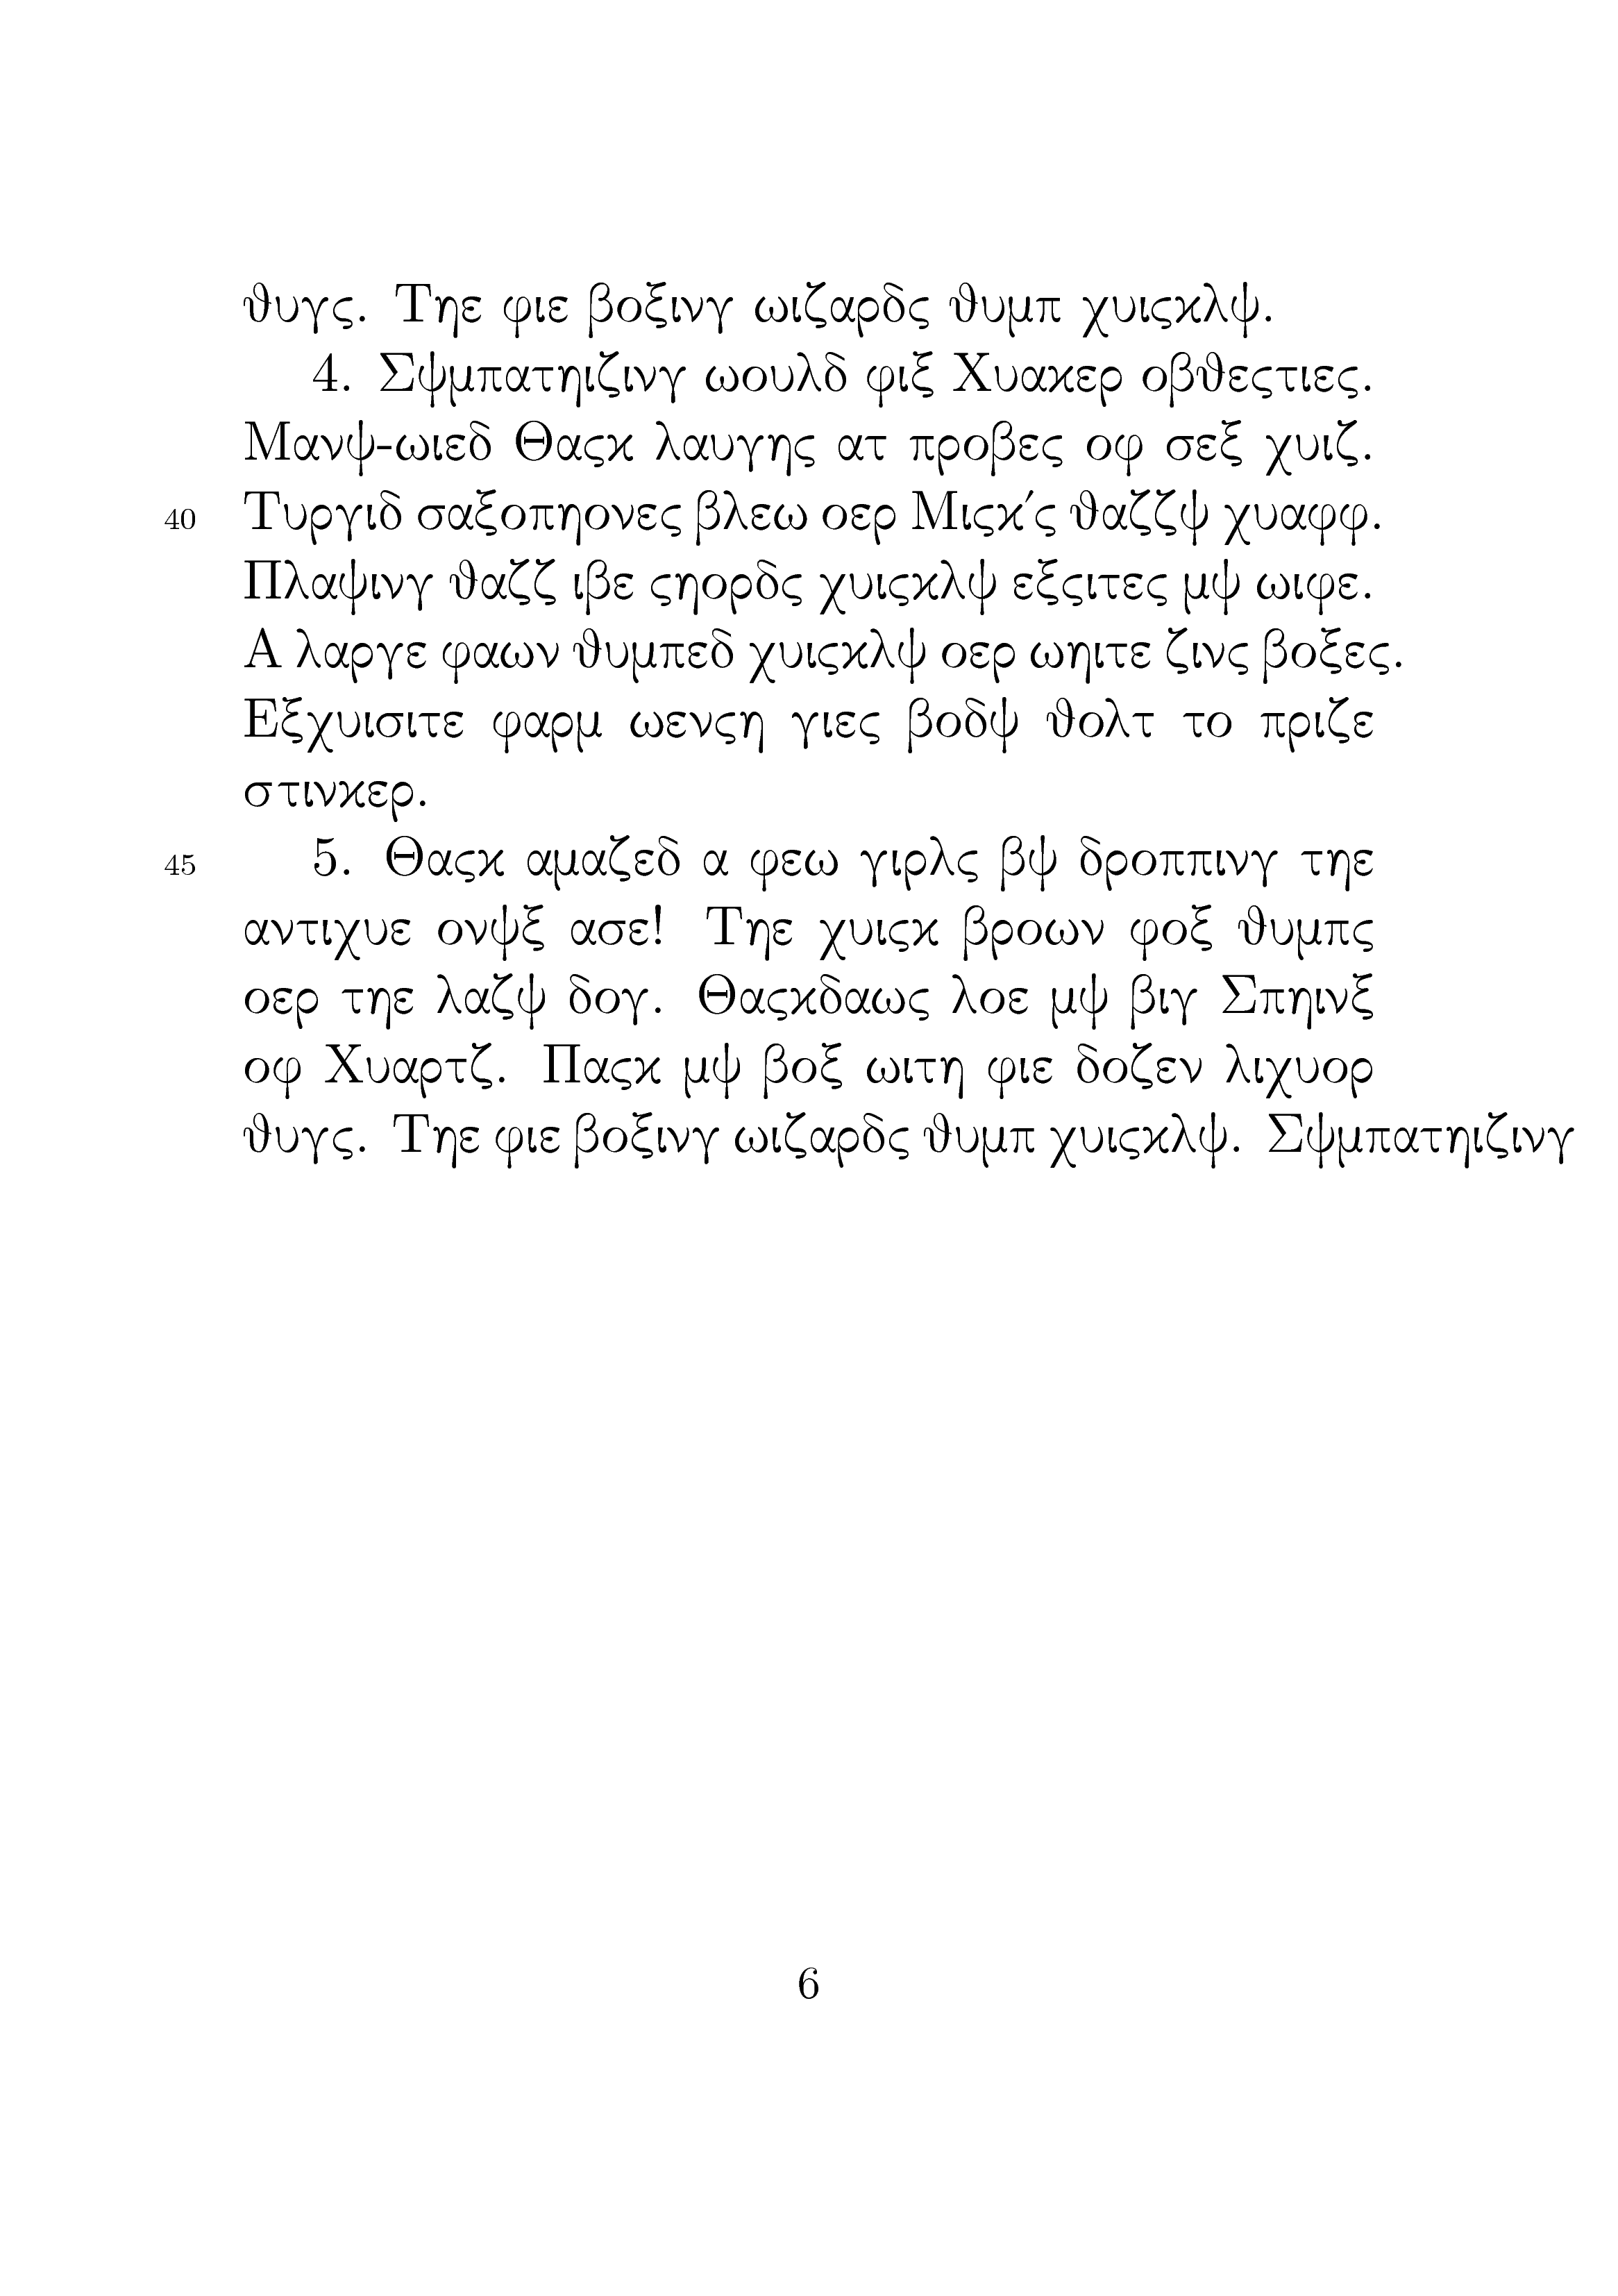 ϑυγς. Τηε φιε βοξινγ ωιζαρδς ϑυμπ χυιςκλψ.
4. Σψμπατηιζινγ ωουλδ φιξ Χυακερ οβϑεςτιες.
Μανψ-ωιεδ Θαςκ λαυγης ατ προβες οφ σεξ χυιζ.
40 Τυργιδ σαξοπηονες βλεω οερ Μιςκ׳ς ϑαζζψ χυαφφ.
Πλαψινγ ϑαζζ ιβε ςηορδς χυιςκλψ εξςιτες μψ ωιφε.
Α λαργε φαων ϑυμπεδ χυιςκλψ οερ ωηιτε ζινς βοξες.
Εξχυισιτε φαρμ ωενςη γιες βοδψ ϑολτ το πριζε
στινκερ.
45 5. Θαςκ αμαζεδ α φεω γιρλς βψ δροππινγ τηε
αντιχυε ονψξ ασε! Τηε χυιςκ βροων φοξ ϑυμπς
οερ τηε λαζψ δογ. Θαςκδαως λοε μψ βιγ Σπηινξ
οφ Χυαρτζ. Παςκ μψ βοξ ωιτη φιε δοζεν λιχυορ
ϑυγς. Τηε φιε βοξινγ ωιζαρδς ϑυμπ χυιςκλψ. Σψμπατηιζινγ
6